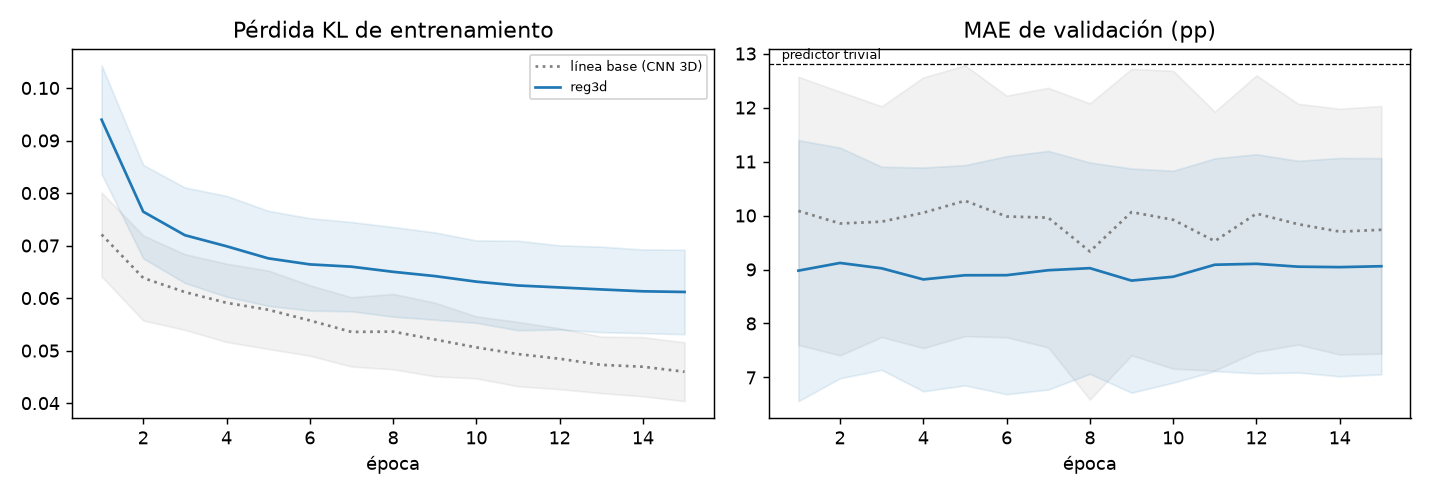 Pérdida KL de entrenamiento
línea base (CNN 3D)
reg3d
0.10
0.09
0.08
0.07
0.06
0.05
0.04
2 4 6 8 10 12 14
época
MAE de validación (pp)
predictor trivial
13
12
11
10
9
8
7
2 4 6 8 10 12 14
época